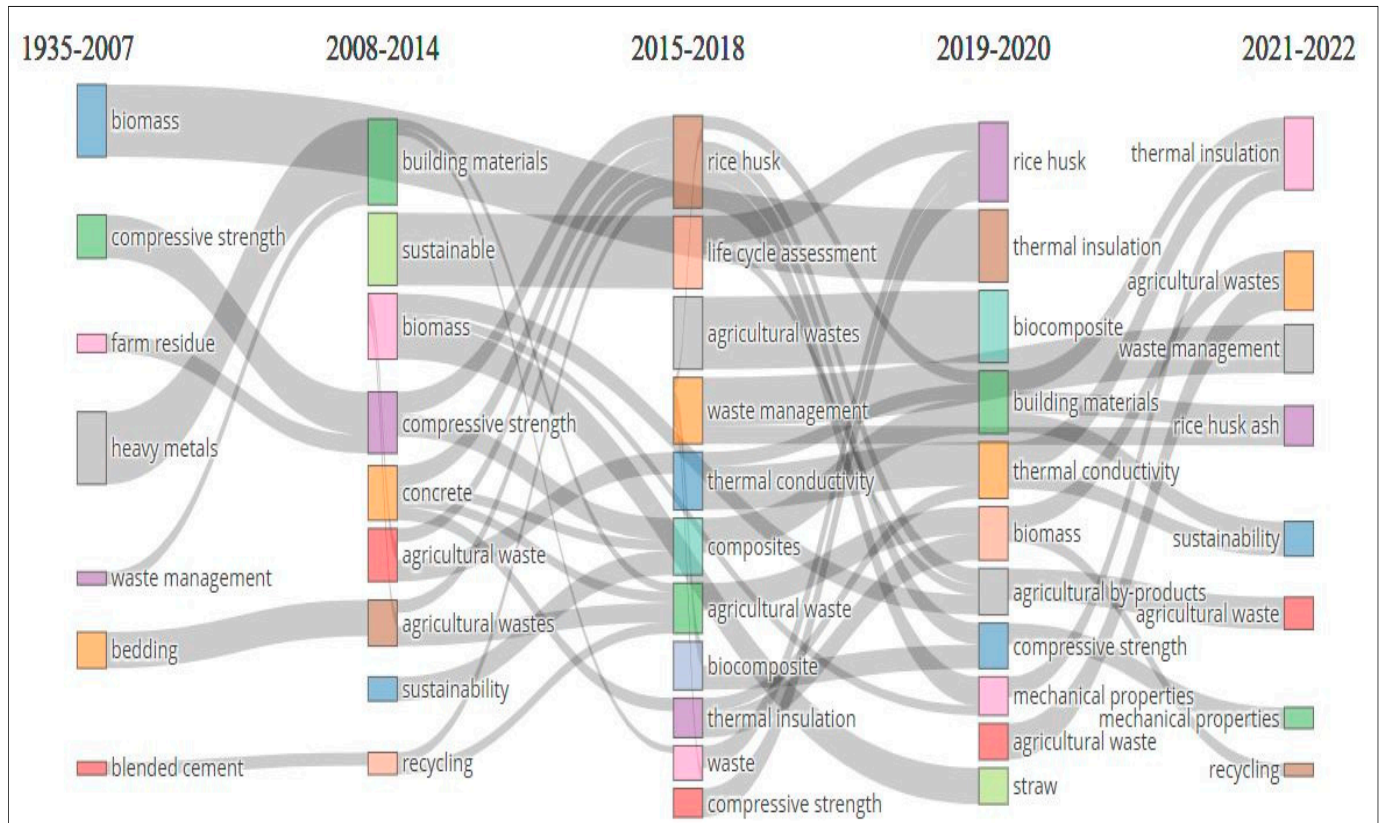 1935-2007
2008-2014
2015-2018
2019-2020
2021-2022
biomass
compressive strength
farm residue
heavy metals
waste management
bedding
blended cement
building materials
sustainable
biomass
compressive strength
concrete
agricultural waste
agricultural wastes
sustainability
recycling
rice husk
life cycle assessment
agricultural wastes
waste management
thermal conductivity
composites
agricultural waste
biocomposite
thermal insulation
waste
compressive strength
rice husk
thermal insulation
biocomposite
building materials
thermal conductivity
biomass
agricultural by-products
compressive strength
mechanical properties
agricultural waste
straw
thermal insulation
agricultural wastes
waste management
rice husk ash
sustainability
agricultural waste
mechanical properties
recycling